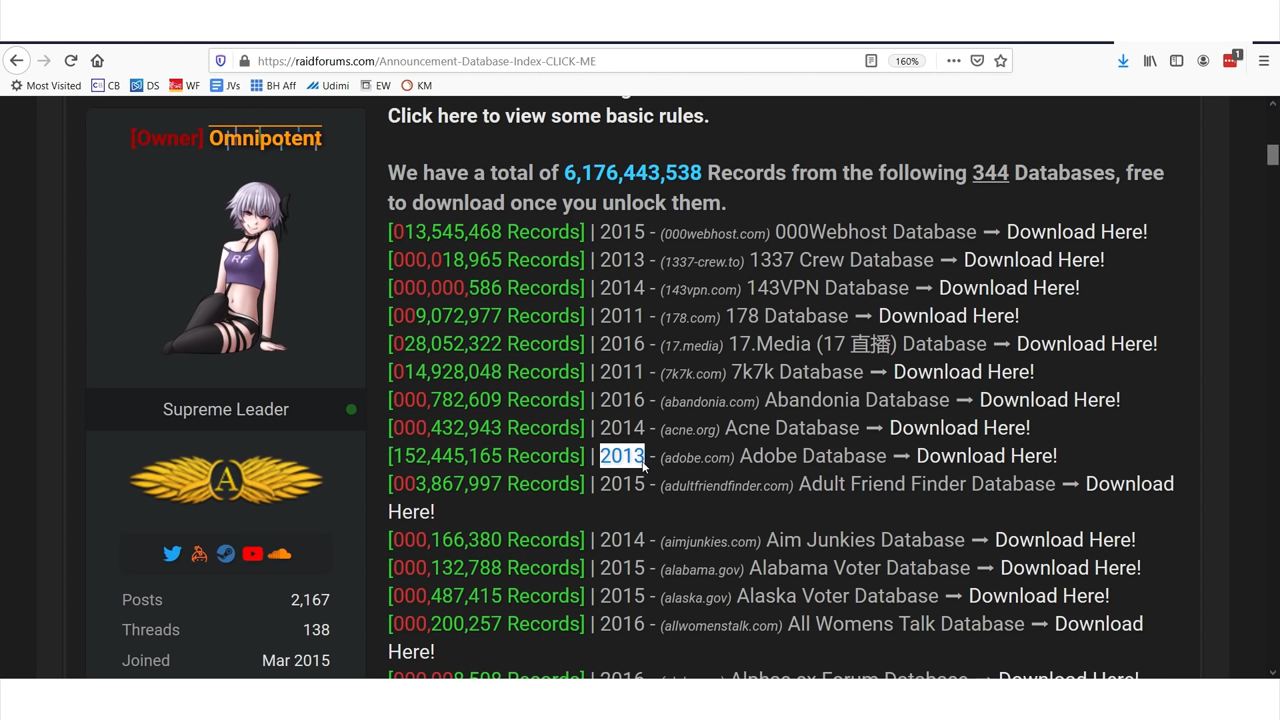 https://raidforums.com/Announcement-Database-Index-CLICK-ME
160%
1
Most Visited CB DS WF JVs BH Aff Udimi EW KM
[Owner] Omnipotent
RF
Supreme Leader
A
Posts 2,167
Threads 138
Joined Mar 2015
Click here to view some basic rules.
We have a total of 6,176,443,538 Records from the following 344 Databases, free
to download once you unlock them.
[013,545,468 Records] | 2015 - (000webhost.com) 000Webhost Database ➞ Download Here!
[000,018,965 Records] | 2013 - (1337-crew.to) 1337 Crew Database ➞ Download Here!
[000,000,586 Records] | 2014 - (143vpn.com) 143VPN Database ➞ Download Here!
[009,072,977 Records] | 2011 - (178.com) 178 Database ➞ Download Here!
[028,052,322 Records] | 2016 - (17.media) 17.Media (17 直播) Database ➞ Download Here!
[014,928,048 Records] | 2011 - (7k7k.com) 7k7k Database ➞ Download Here!
[000,782,609 Records] | 2016 - (abandonia.com) Abandonia Database ➞ Download Here!
[000,432,943 Records] | 2014 - (acne.org) Acne Database ➞ Download Here!
[152,445,165 Records] | 2013 - (adobe.com) Adobe Database ➞ Download Here!
[003,867,997 Records] | 2015 - (adultfriendfinder.com) Adult Friend Finder Database ➞ Download
Here!
[000,166,380 Records] | 2014 - (aimjunkies.com) Aim Junkies Database ➞ Download Here!
[000,132,788 Records] | 2015 - (alabama.gov) Alabama Voter Database ➞ Download Here!
[000,487,415 Records] | 2015 - (alaska.gov) Alaska Voter Database ➞ Download Here!
[000,200,257 Records] | 2016 - (allwomenstalk.com) All Womens Talk Database ➞ Download
Here!